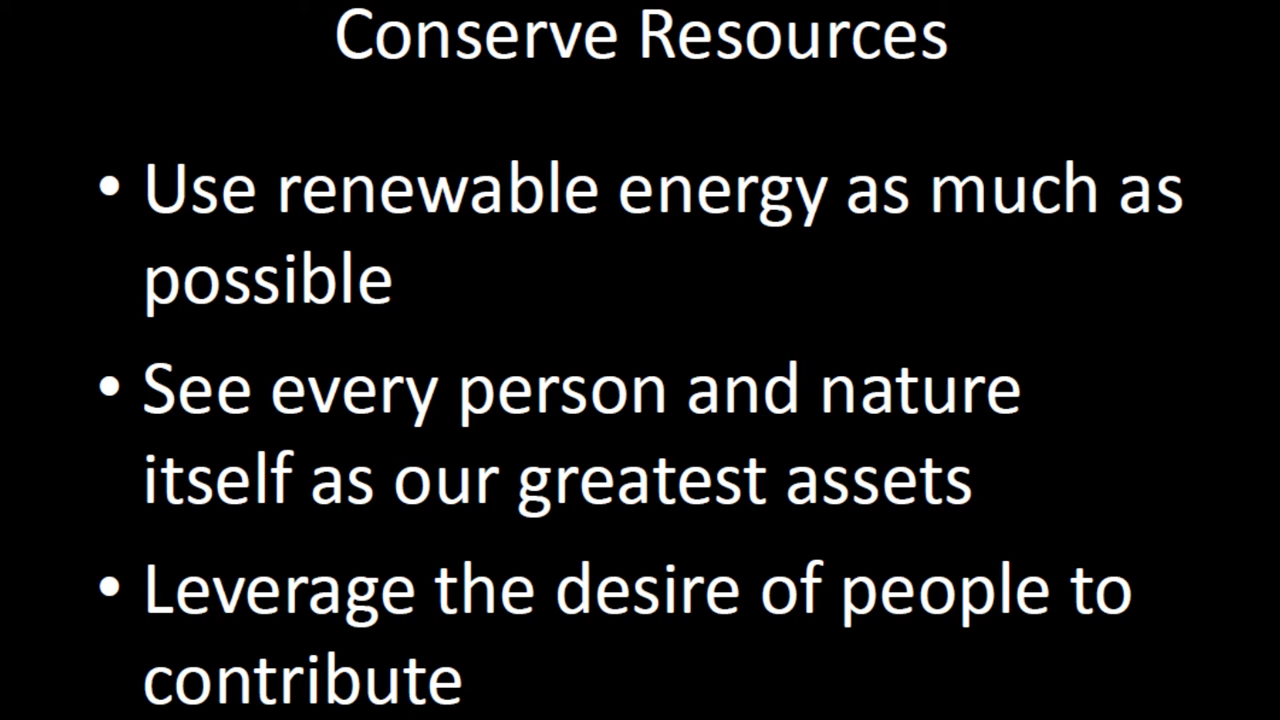 Conserve Resources
• Use renewable energy as much as
possible
• See every person and nature
itself as our greatest assets
• Leverage the desire of people to
contribute